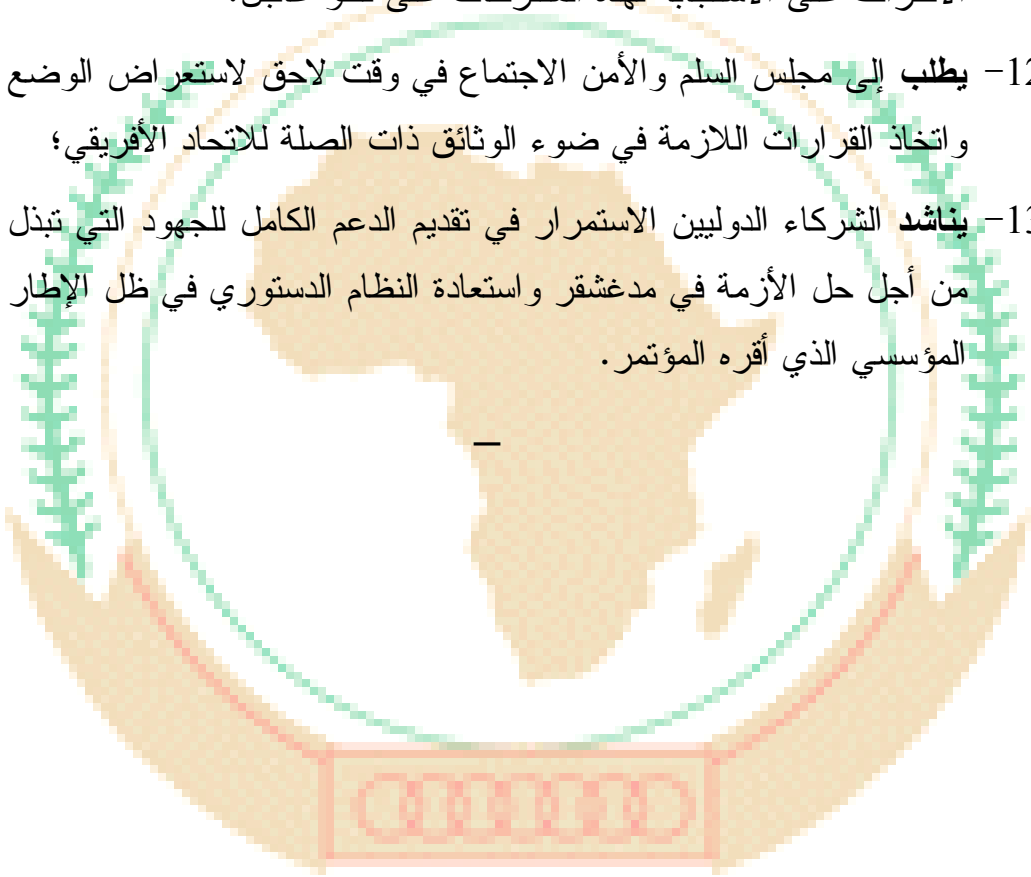 12- يطلب إلى مجلس السلم والأمن الاجتماع في وقت لاحق لاستعراض الوضع
واتخاذ القرارات اللازمة في ضوء الوثائق ذات الصلة للاتحاد الأفريقي؛
13- يناشد الشركاء الدوليين الاستمرار في تقديم الدعم الكامل للجهود التي تبذل
من أجل حل الأزمة في مدغشقر واستعادة النظام الدستوري في ظل الإطار
المؤسسي الذي أقره المؤتمر.